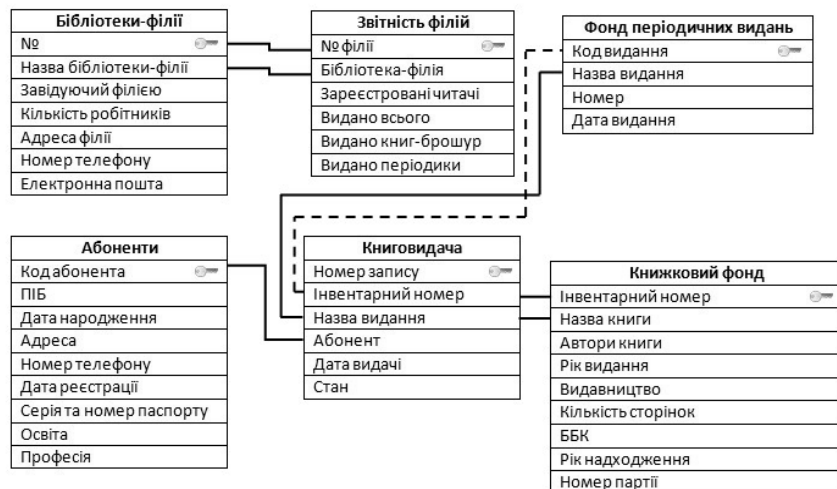 Бібліотеки-філії
№
Назва бібліотеки-філії
Завідуючий філією
Кількість робітників
Адреса філії
Номер телефону
Електронна пошта
Звітність філій
№ філії
Бібліотека-філія
Зареєстровані читачі
Видано всього
Видано книг-брошур
Видано періодики
Фонд періодичних видань
Код видання
Назва видання
Номер
Дата видання
Абоненти
Код абонента
ПІБ
Дата народження
Адреса
Номер телефону
Дата реєстрації
Серія та номер паспорту
Освіта
Професія
Книговидача
Номер запису
Інвентарний номер
Назва видання
Абонент
Дата видачі
Стан
Книжковий фонд
Інвентарний номер
Назва книги
Автори книги
Рік видання
Видавництво
Кількість сторінок
ББК
Рік надходження
Номер партії